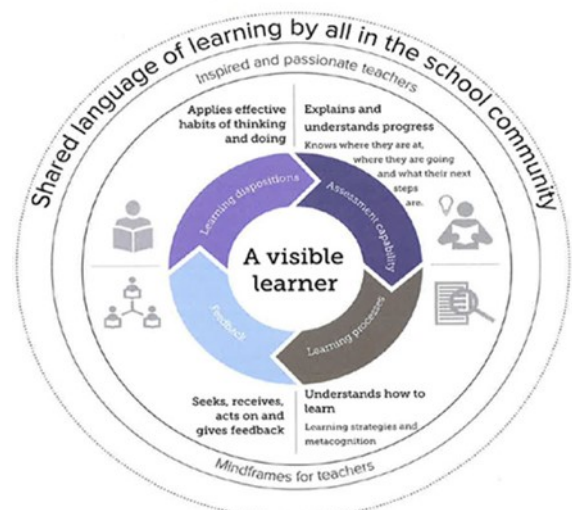 Shared language of learning by all in the school community
Inspired and passionate teachers
Applies effective
habits of thinking
and doing
Explains and
understands progress
Knows where they are at,
where they are going
and what their next
steps
are.
Learning dispositions
Assessment capability
A visible
learner
Feedback
Learning processes
Seeks, receives,
acts on and
gives feedback
Understands how to
learn
Learning strategies and
metacognition
Mindframes for teachers